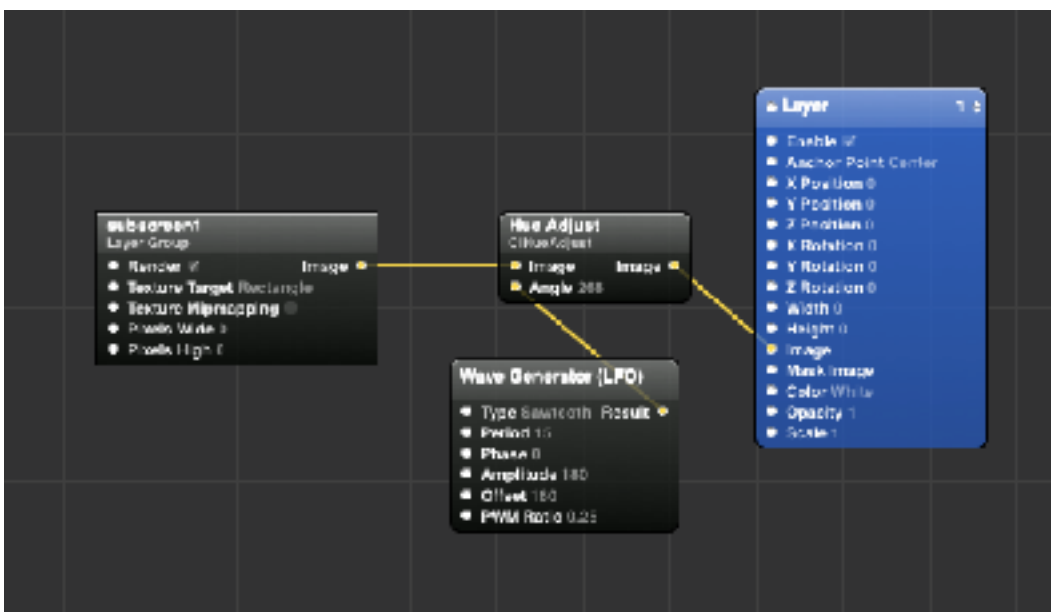 Layer 1
Enable
Anchor Point Center
X Position 0
Y Position 0
Z Position 0
X Rotation 0
Y Rotation 0
Z Rotation 0
Width 0
Height 0
Image
Mask Image
Color White
Opacity 1
Scale 1
Layer Group
Render Image
Texture Target Rectangle
Texture Mipmapping
Pixels Wide 0
Pixels High 0
Hue Adjust
CIHueAdjust
Image Image
Angle 268
Wave Generator (LFO)
Type Sawtooth Result
Period 15
Phase 0
Amplitude 180
Offset 180
PWM Ratio 0.25